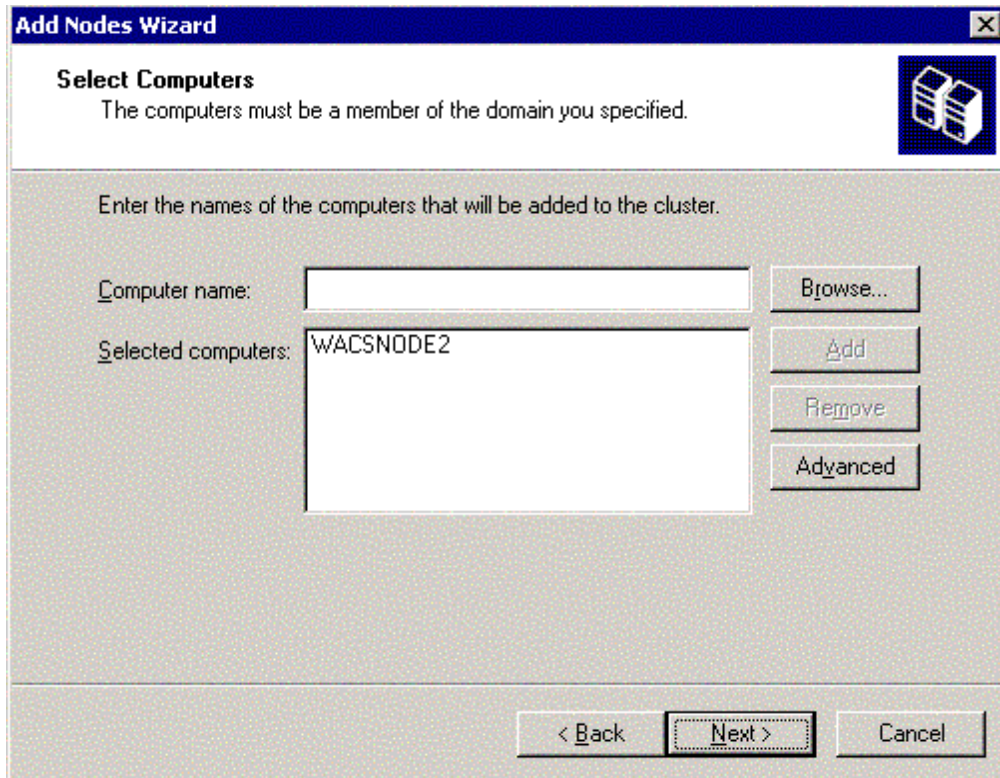 Add Nodes Wizard
Select Computers
The computers must be a member of the domain you specified.
Enter the names of the computers that will be added to the cluster.
Computer name:
Browse...
Selected computers:
WACSNODE2
Add
Remove
Advanced
< Back
Next >
Cancel